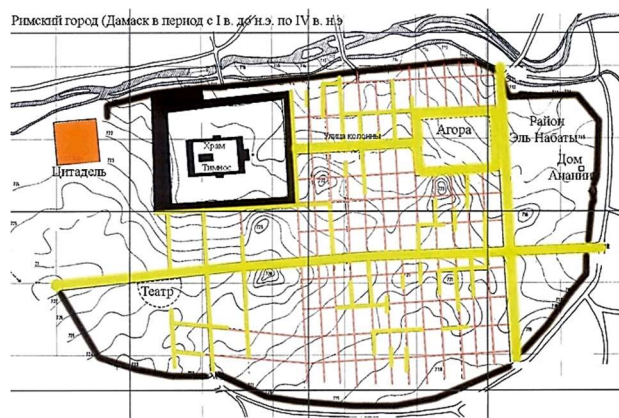 Римский город (Дамаск в период с I в. до н.э. по IV в. н.э
Храм
Тимнос
Улица колонны
Агора
Район
Эль Набаты
Дом
Анании
Цитадель
Театр